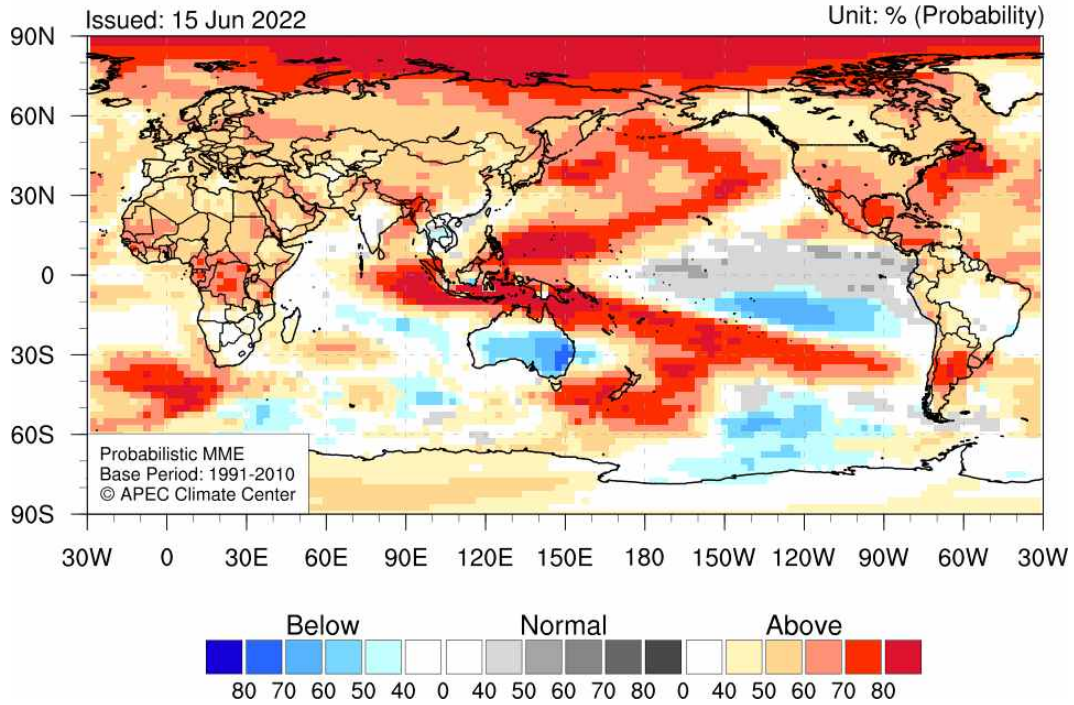 Issued: 15 Jun 2022
Unit: % (Probability)
90N
60N
30N
0
30S
60S
90S
Probabilistic MME
Base Period: 1991-2010
© APEC Climate Center
30W 0 30E 60E 90E 120E 150E 180 150W 120W 90W 60W 30W
Below Normal Above
80 70 60 50 40 0 40 50 60 70 80 0 40 50 60 70 80